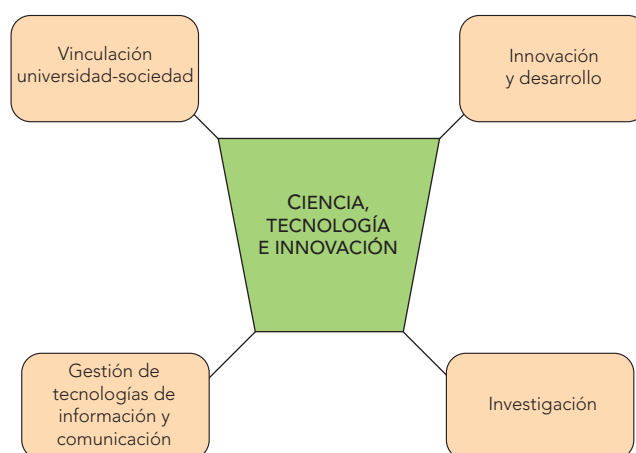 Vinculación
universidad-sociedad
Innovación
y desarrollo
CIENCIA,
TECNOLOGÍA
E INNOVACIÓN
Gestión de
tecnologías de
información y
comunicación
Investigación